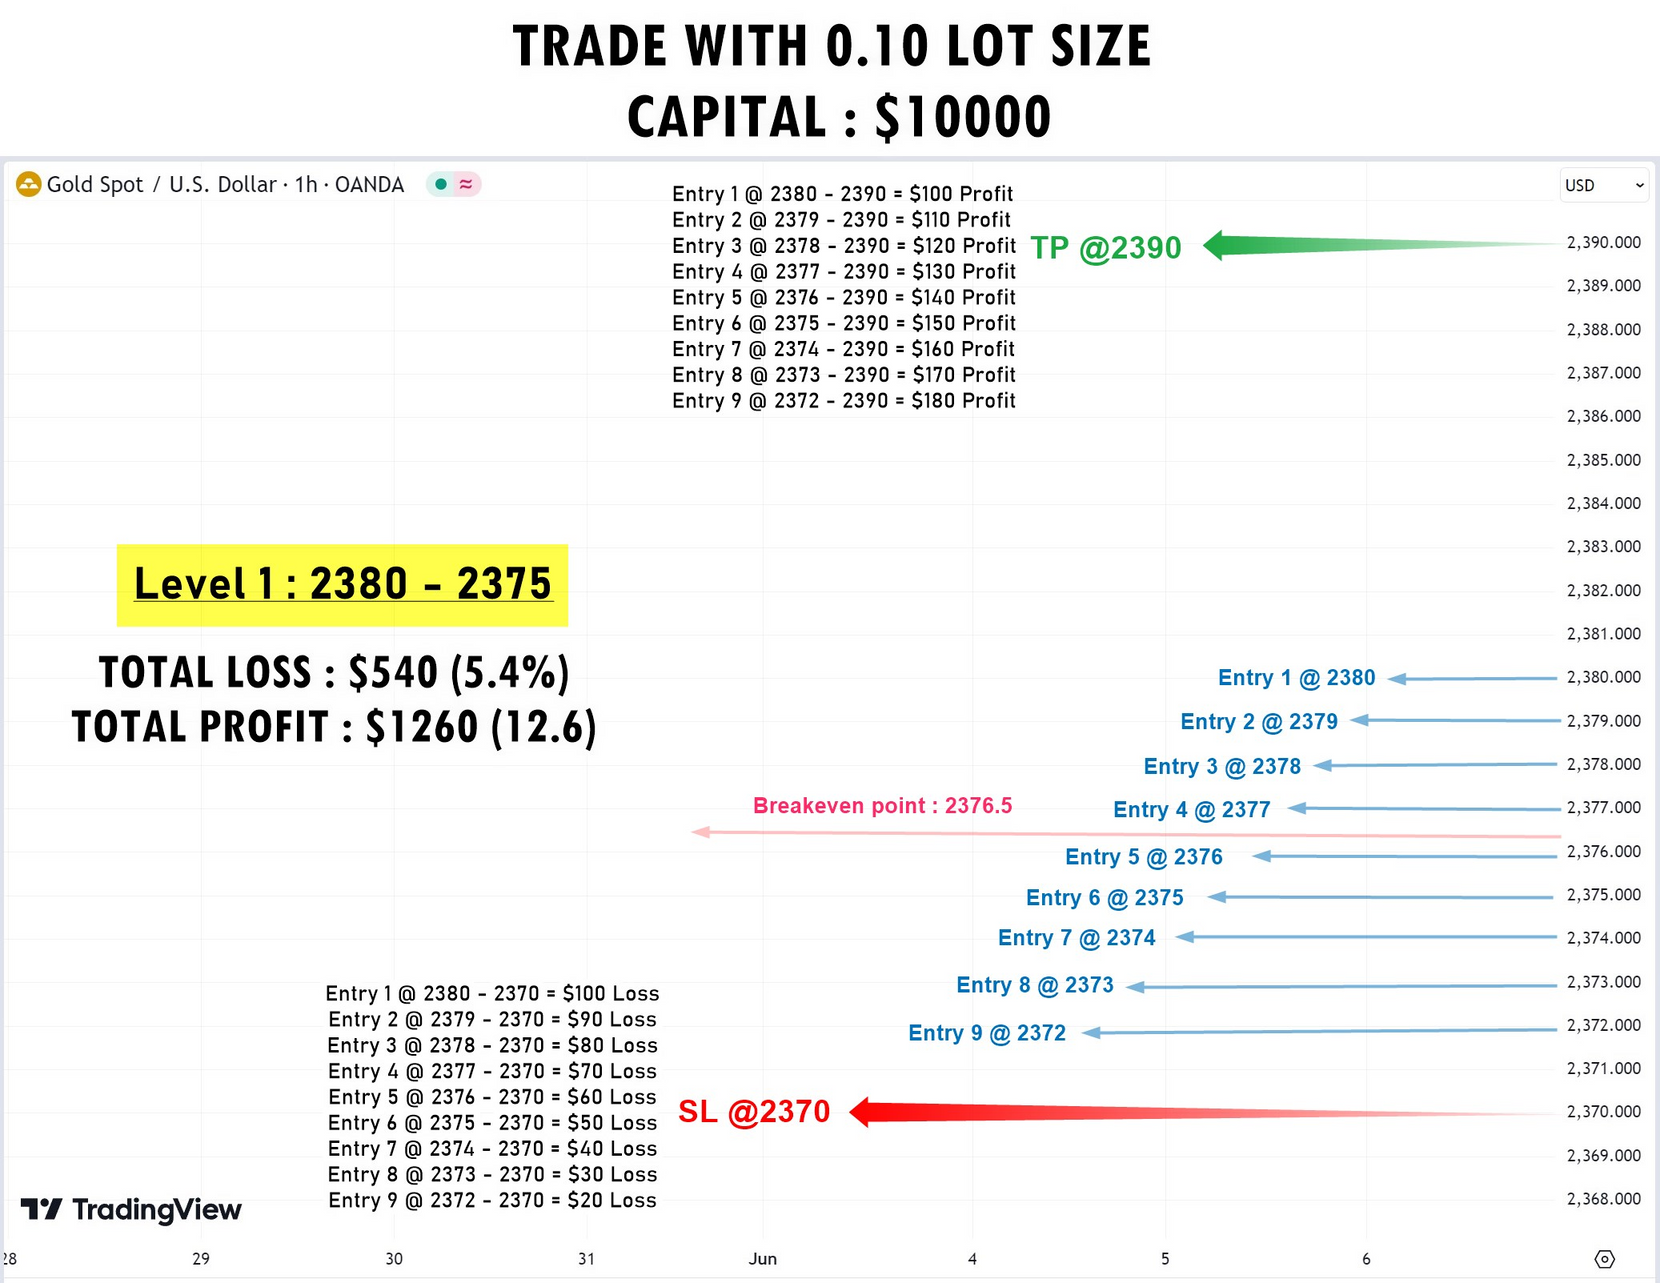 TRADE WITH 0.10 LOT SIZE
CAPITAL : $10000
Gold Spot / U.S. Dollar · 1h · OANDA
USD
Entry 1 @ 2380 - 2390 = $100 Profit
Entry 2 @ 2379 - 2390 = $110 Profit
Entry 3 @ 2378 - 2390 = $120 Profit
Entry 4 @ 2377 - 2390 = $130 Profit
Entry 5 @ 2376 - 2390 = $140 Profit
Entry 6 @ 2375 - 2390 = $150 Profit
Entry 7 @ 2374 - 2390 = $160 Profit
Entry 8 @ 2373 - 2390 = $170 Profit
Entry 9 @ 2372 - 2390 = $180 Profit
TP @2390
Level 1 : 2380 - 2375
TOTAL LOSS : $540 (5.4%)
TOTAL PROFIT : $1260 (12.6)
Entry 1 @ 2380
Entry 2 @ 2379
Entry 3 @ 2378
Breakeven point : 2376.5
Entry 4 @ 2377
Entry 5 @ 2376
Entry 6 @ 2375
Entry 7 @ 2374
Entry 8 @ 2373
Entry 9 @ 2372
Entry 1 @ 2380 - 2370 = $100 Loss
Entry 2 @ 2379 - 2370 = $90 Loss
Entry 3 @ 2378 - 2370 = $80 Loss
Entry 4 @ 2377 - 2370 = $70 Loss
Entry 5 @ 2376 - 2370 = $60 Loss
Entry 6 @ 2375 - 2370 = $50 Loss
Entry 7 @ 2374 - 2370 = $40 Loss
Entry 8 @ 2373 - 2370 = $30 Loss
Entry 9 @ 2372 - 2370 = $20 Loss
SL @2370
2,390.000
2,389.000
2,388.000
2,387.000
2,386.000
2,385.000
2,384.000
2,383.000
2,382.000
2,381.000
2,380.000
2,379.000
2,378.000
2,377.000
2,376.000
2,375.000
2,374.000
2,373.000
2,372.000
2,371.000
2,370.000
2,369.000
2,368.000
TradingView
28 29 30 31 Jun 4 5 6